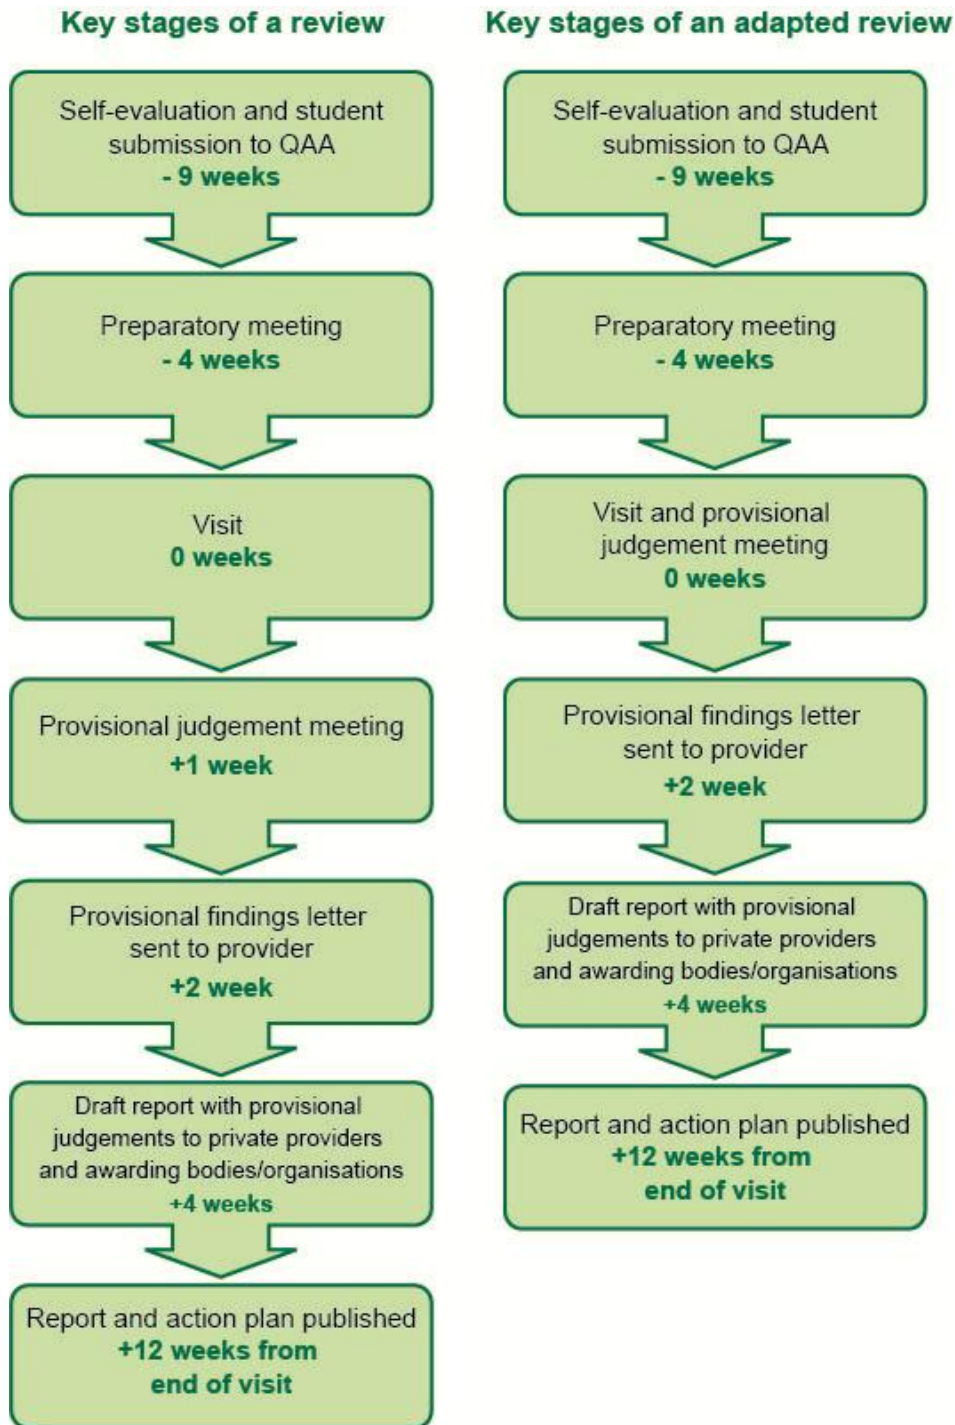 Key stages of a review
Self-evaluation and student
submission to QAA
- 9 weeks
Preparatory meeting
- 4 weeks
Visit
0 weeks
Provisional judgement meeting
+1 week
Provisional findings letter
sent to provider
+2 week
Draft report with provisional
judgements to private providers
and awarding bodies/organisations
+4 weeks
Report and action plan published
+12 weeks from
end of visit
Key stages of an adapted review
Self-evaluation and student
submission to QAA
- 9 weeks
Preparatory meeting
- 4 weeks
Visit and provisional
judgement meeting
0 weeks
Provisional findings letter
sent to provider
+2 week
Draft report with provisional
judgements to private providers
and awarding bodies/organisations
+4 weeks
Report and action plan published
+12 weeks from
end of visit